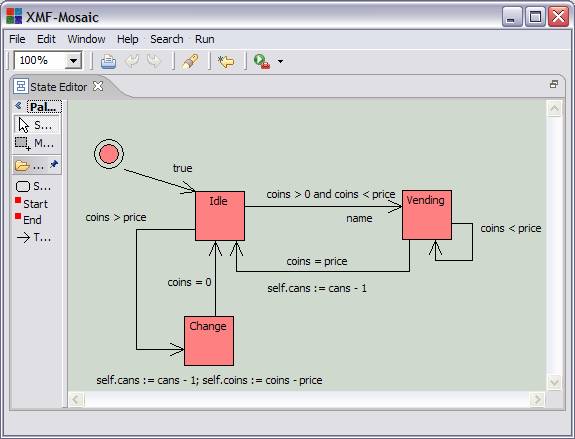 XMF-Mosaic
File Edit Window Help Search Run
100%
State Editor
Pal...
S...
M...
...
S...
Start
End
T...
true
Idle
coins > 0 and coins < price
name
Vending
coins > price
coins < price
coins = price
coins = 0
self.cans := cans - 1
Change
self.cans := cans - 1; self.coins := coins - price